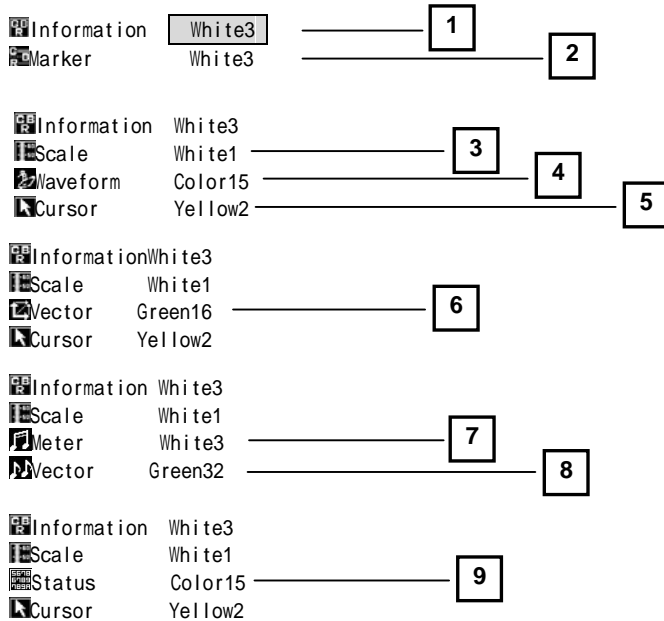 Information White3 1
Marker White3 2
Information White3
Scale White1 3
Waveform Color15 4
Cursor Yellow2 5
Information White3
Scale White1
Vector Green16 6
Cursor Yellow2
Information White3
Scale White1
Meter White3 7
Vector Green32 8
Information White3
Scale White1
Status Color15 9
Cursor Yellow2